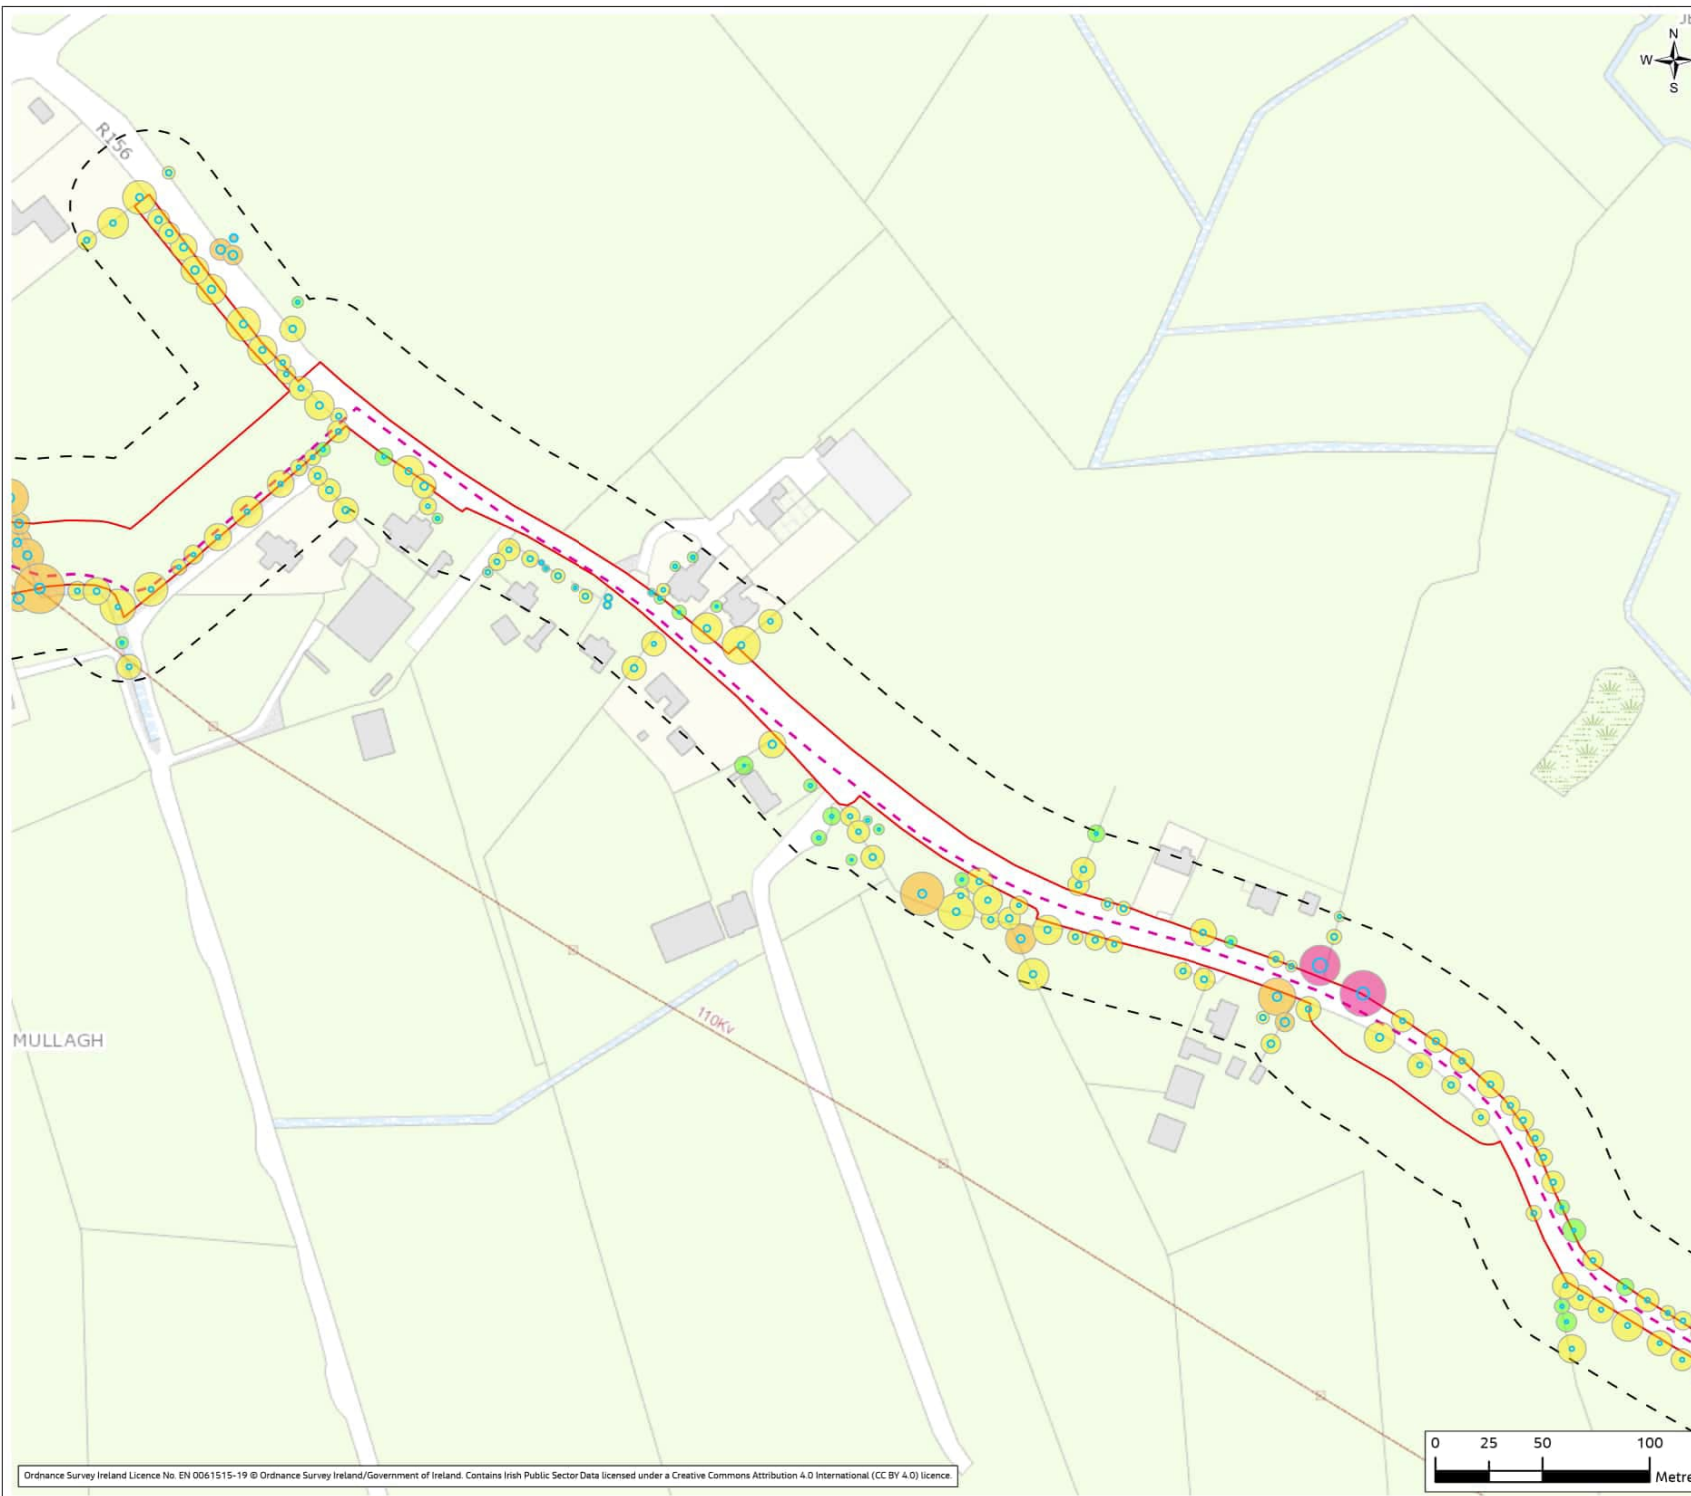 N
W
S
R156
110Kv
MULLAGH
0 25 50 100
Metre
Ordnance Survey Ireland Licence No. EN 0061515-19 © Ordnance Survey Ireland/Government of Ireland. Contains Irish Public Sector Data licensed under a Creative Commons Attribution 4.0 International (CC BY 4.0) licence.